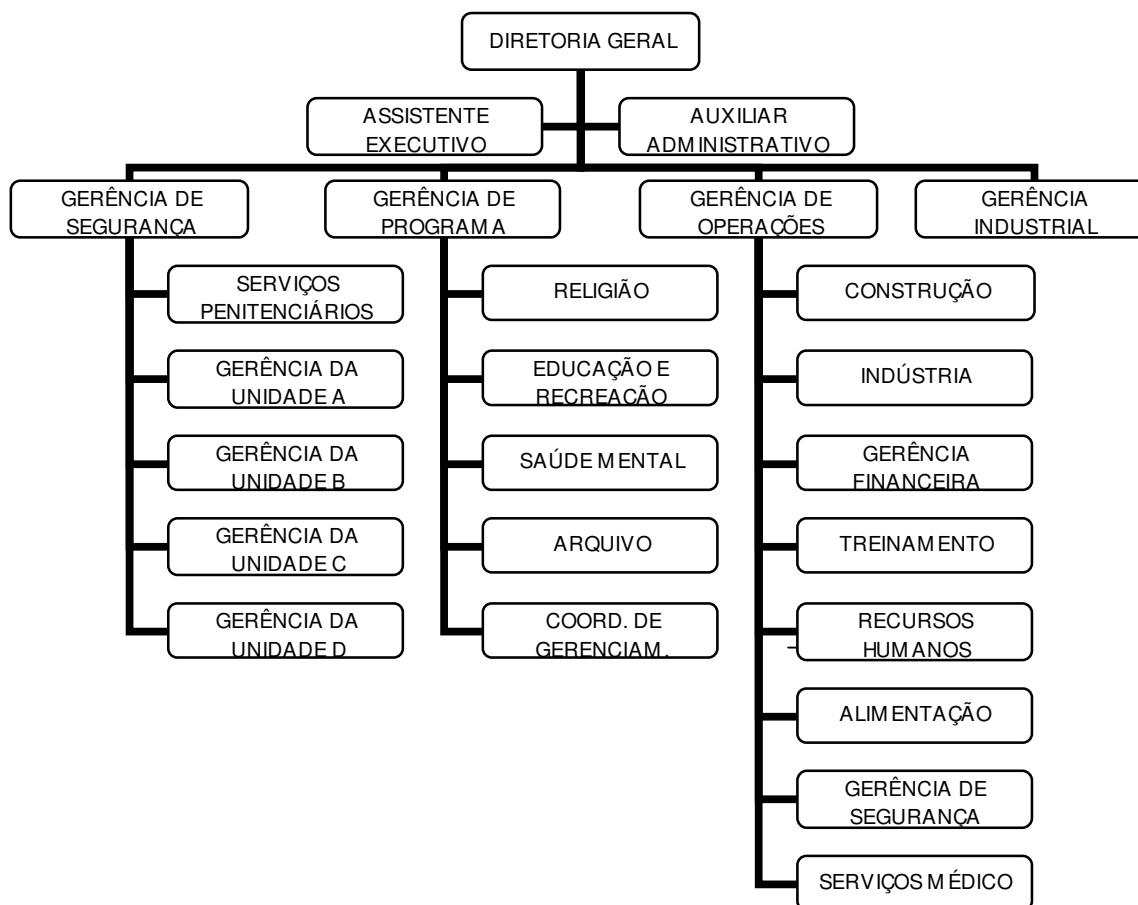 DIRETORIA GERAL
ASSISTENTE
EXECUTIVO
AUXILIAR
ADMINISTRATIVO
GERÊNCIA DE
SEGURANÇA
GERÊNCIA DE
PROGRAMA
GERÊNCIA DE
OPERAÇÕES
GERÊNCIA
INDUSTRIAL
SERVIÇOS
PENITENCIÁRIOS
GERÊNCIA DA
UNIDADE A
GERÊNCIA DA
UNIDADE B
GERÊNCIA DA
UNIDADE C
GERÊNCIA DA
UNIDADE D
RELIGIÃO
EDUCAÇÃO E
RECREAÇÃO
SAÚDE MENTAL
ARQUIVO
COORD. DE
GERENCIAM.
CONSTRUÇÃO
INDÚSTRIA
GERÊNCIA
FINANCEIRA
TREINAMENTO
RECURSOS
HUMANOS
ALIMENTAÇÃO
GERÊNCIA DE
SEGURANÇA
SERVIÇOS MÉDICO